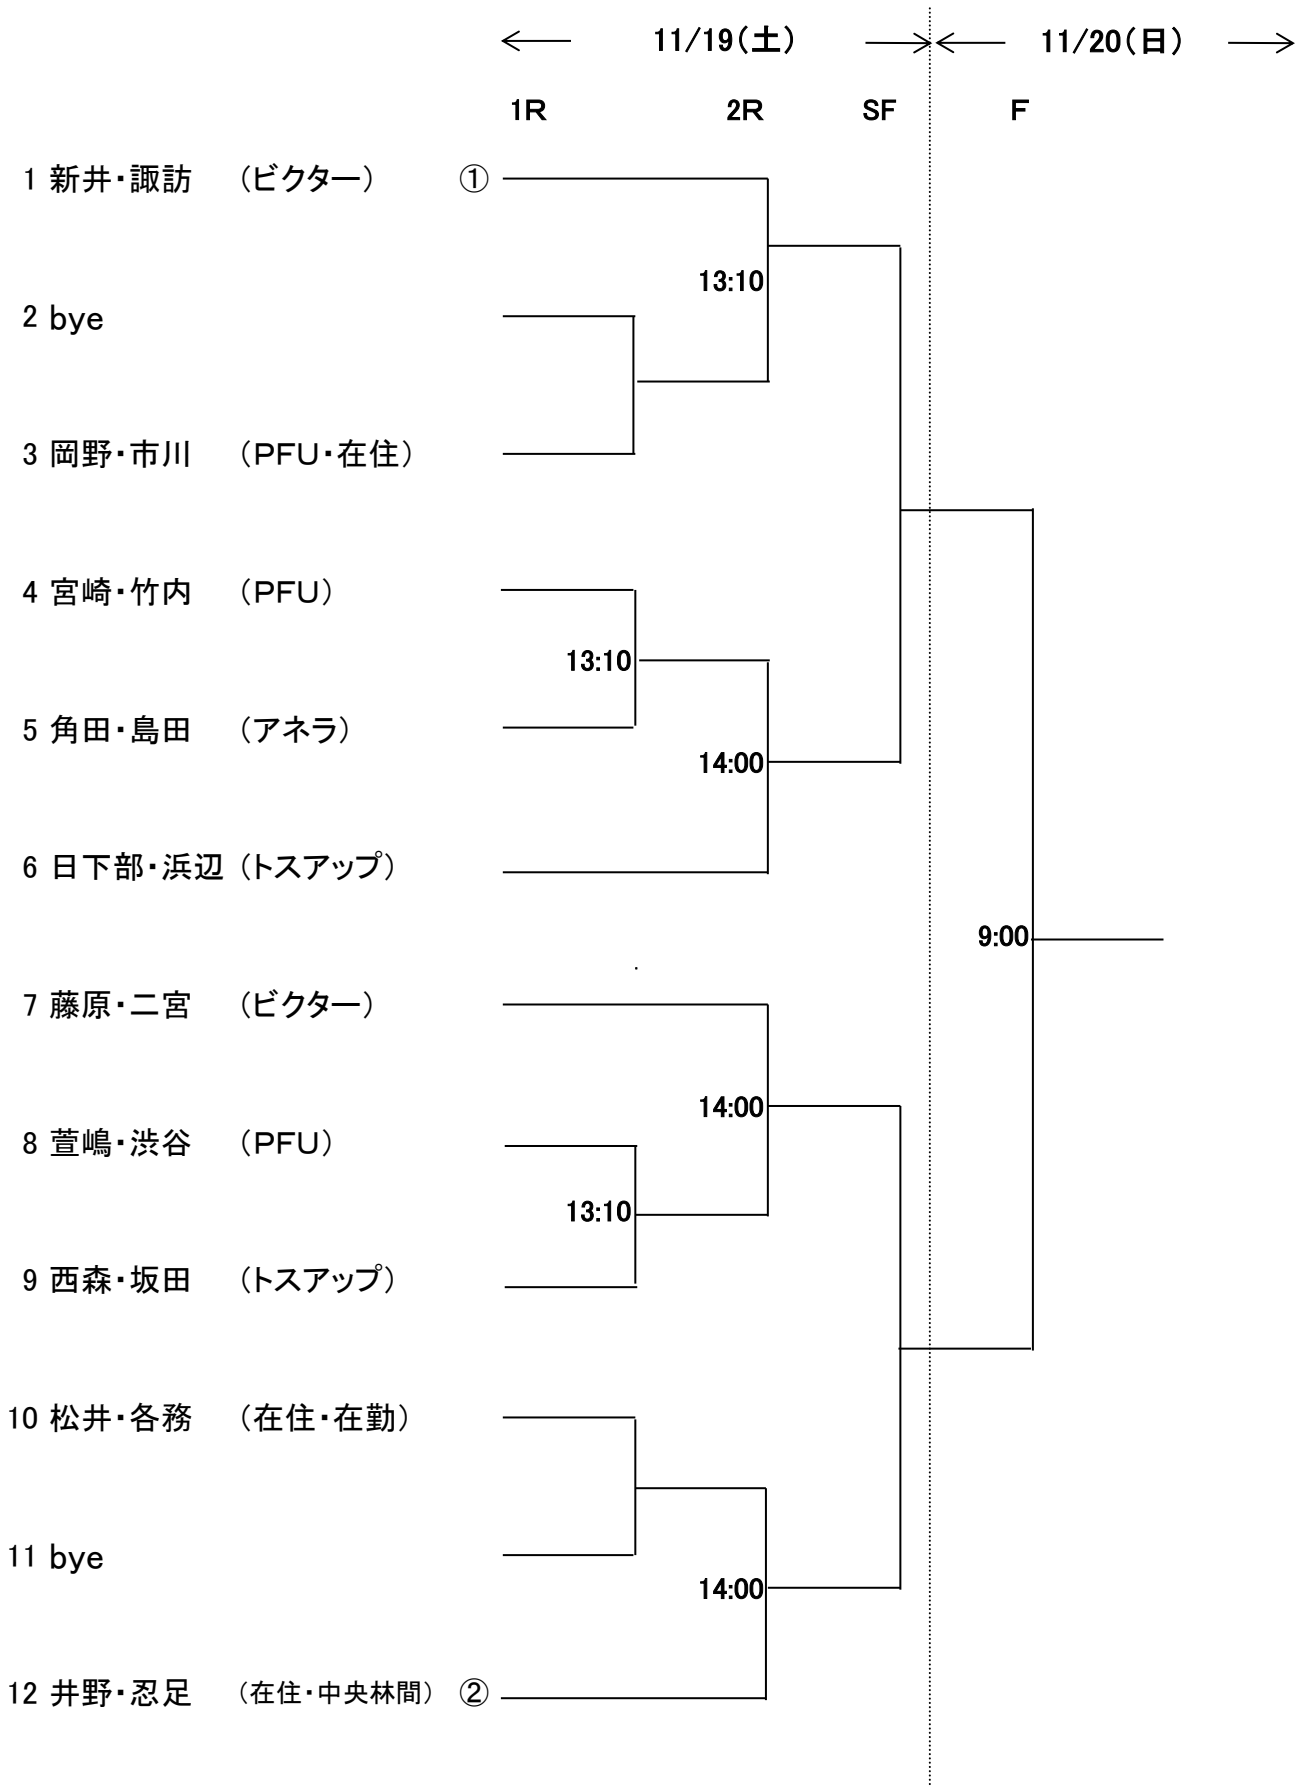 11/19(土) 11/20(日)
1R 2R SF F
1 新井・諏訪 (ビクター) ①
13:10
2 bye
3 岡野・市川 (PFU・在住)
4 宮崎・竹内 (PFU)
13:10
5 角田・島田 (アネラ)
14:00
6 日下部・浜辺 (トスアップ)
9:00
7 藤原・二宮 (ビクター)
14:00
8 萱嶋・渋谷 (PFU)
13:10
9 西森・坂田 (トスアップ)
10 松井・各務 (在住・在勤)
11 bye
14:00
12 井野・忍足 (在住・中央林間) ②